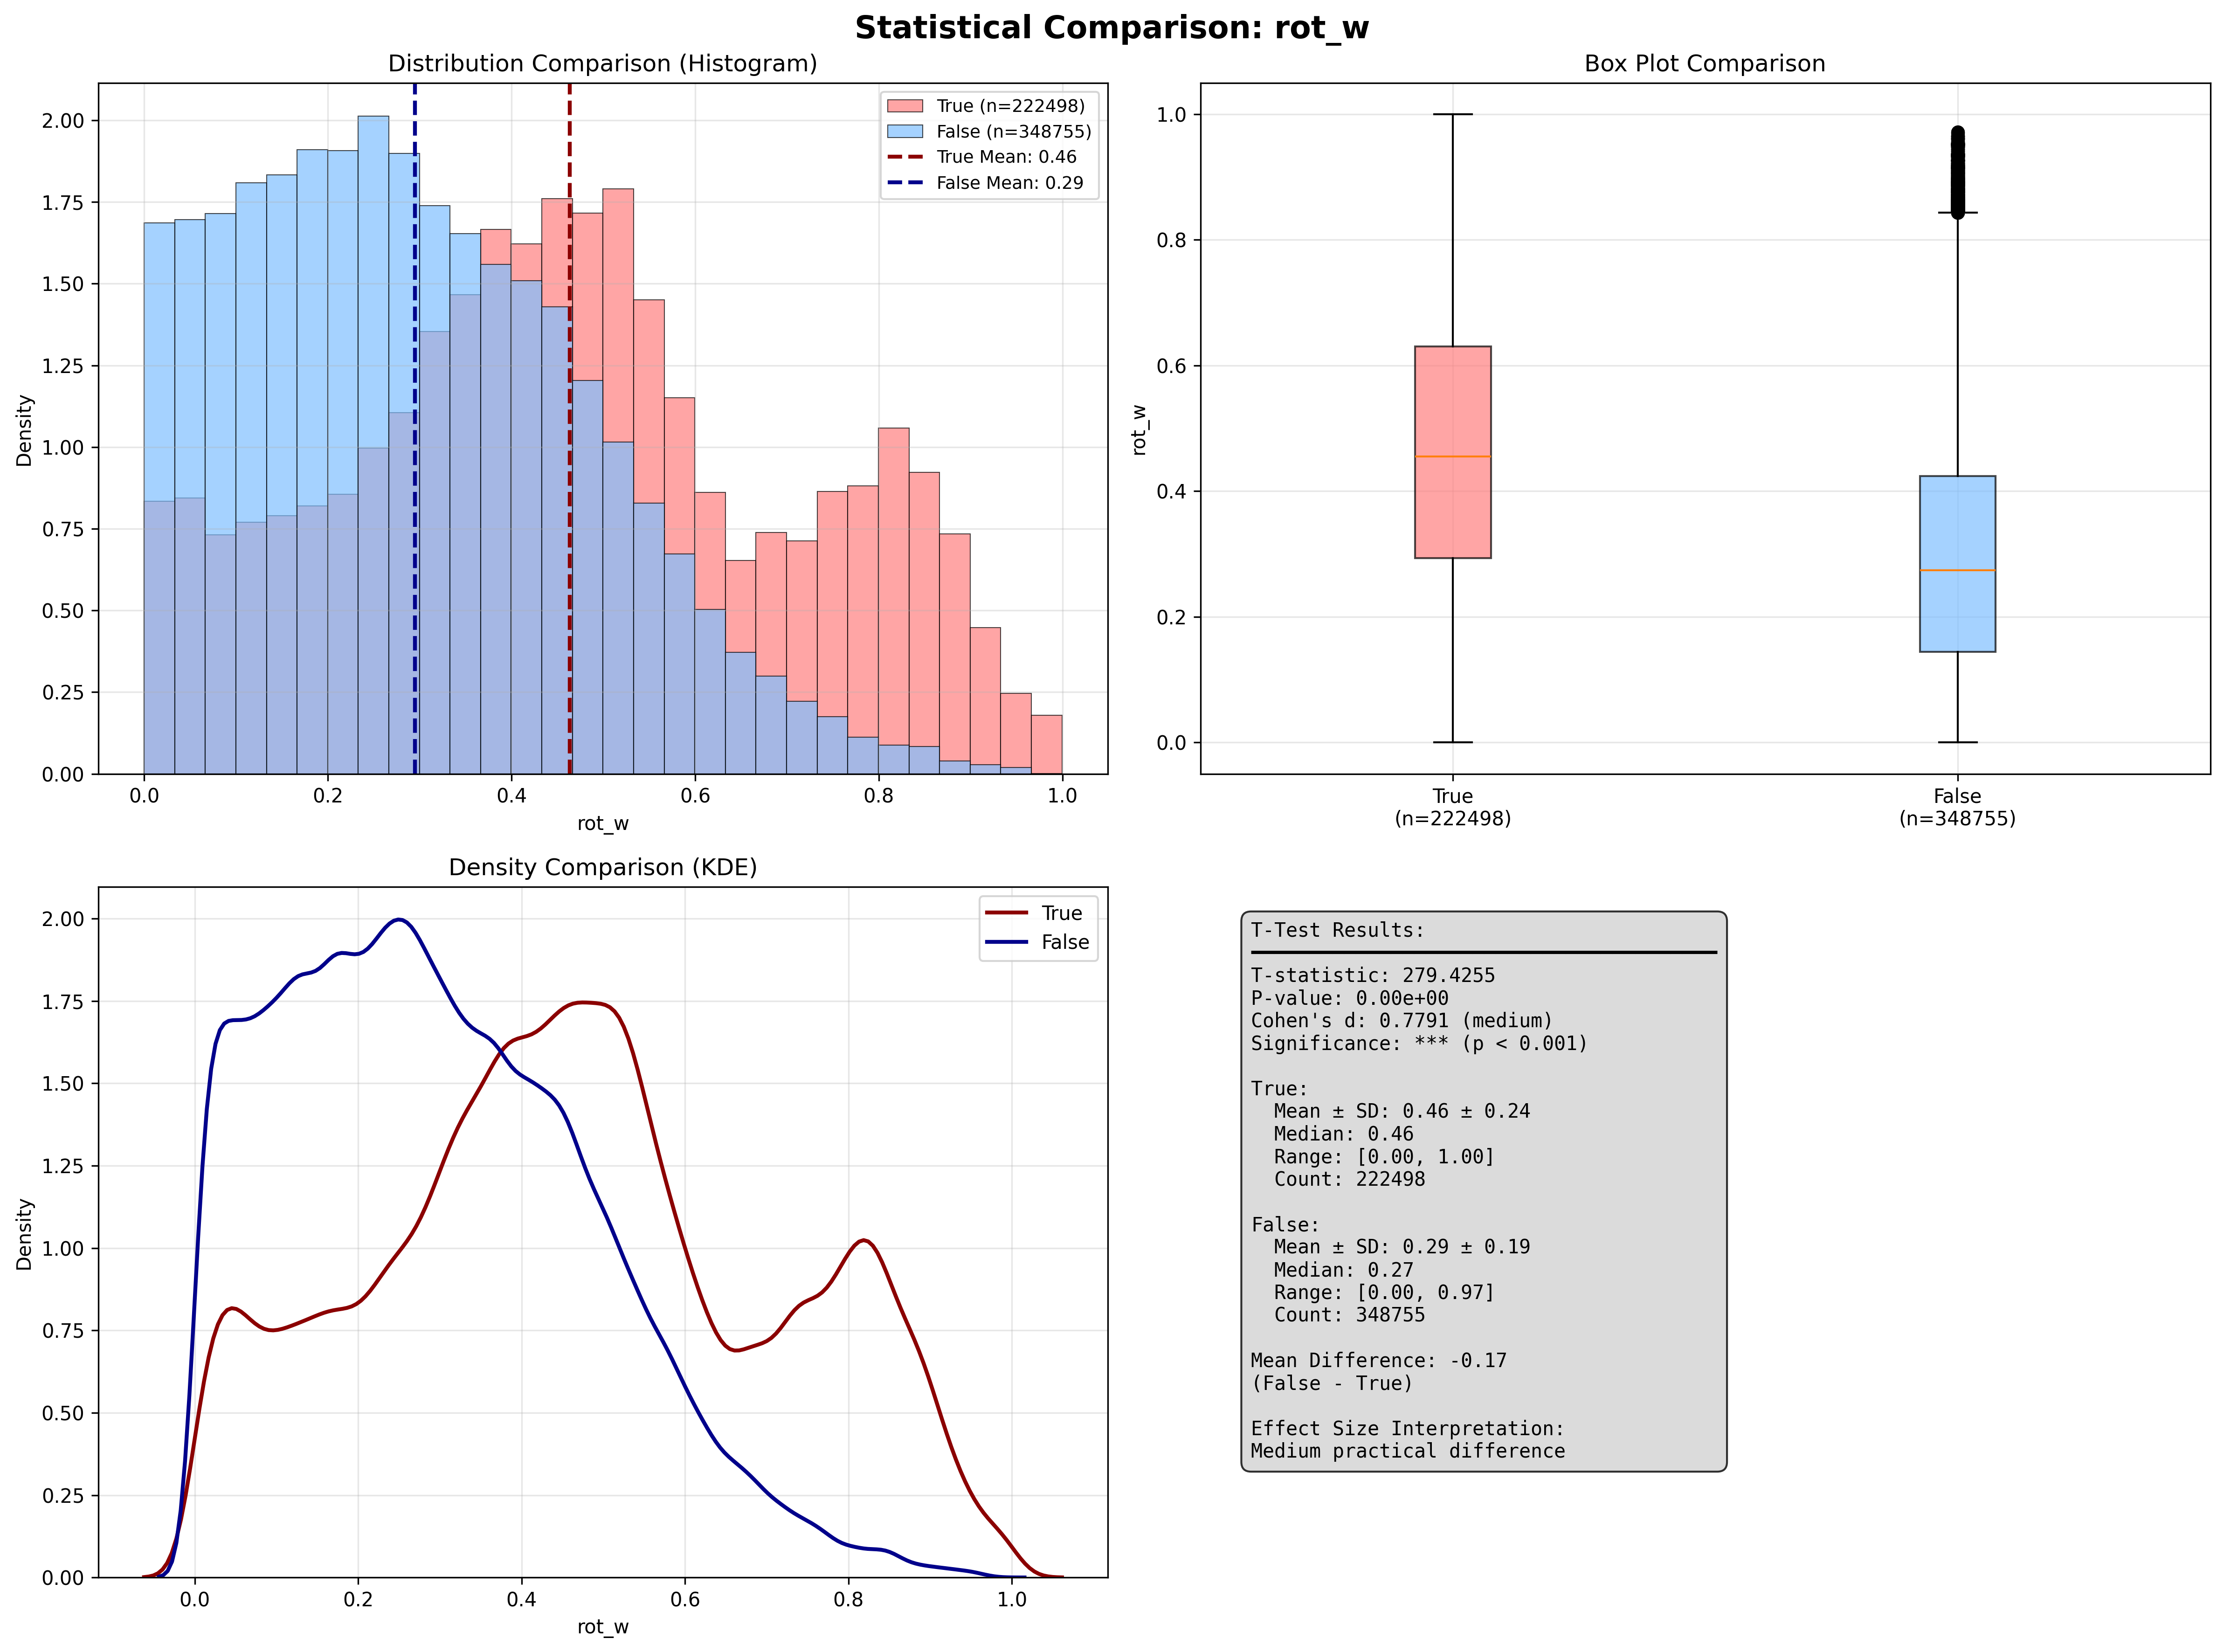 Statistical Comparison: rot_w
Distribution Comparison (Histogram)
Density
2.00
1.75
1.50
1.25
1.00
0.75
0.50
0.25
0.00
0.0 0.2 0.4 0.6 0.8 1.0
rot_w
True (n=222498)
False (n=348755)
True Mean: 0.46
False Mean: 0.29
Box Plot Comparison
rot_w
1.0
0.8
0.6
0.4
0.2
0.0
True
(n=222498)
False
(n=348755)
Density Comparison (KDE)
Density
2.00
1.75
1.50
1.25
1.00
0.75
0.50
0.25
0.00
0.0 0.2 0.4 0.6 0.8 1.0
rot_w
True
False
T-Test Results:
T-statistic: 279.4255
P-value: 0.00e+00
Cohen's d: 0.7791 (medium)
Significance: *** (p < 0.001)
True:
Mean ± SD: 0.46 ± 0.24
Median: 0.46
Range: [0.00, 1.00]
Count: 222498
False:
Mean ± SD: 0.29 ± 0.19
Median: 0.27
Range: [0.00, 0.97]
Count: 348755
Mean Difference: -0.17
(False - True)
Effect Size Interpretation:
Medium practical difference